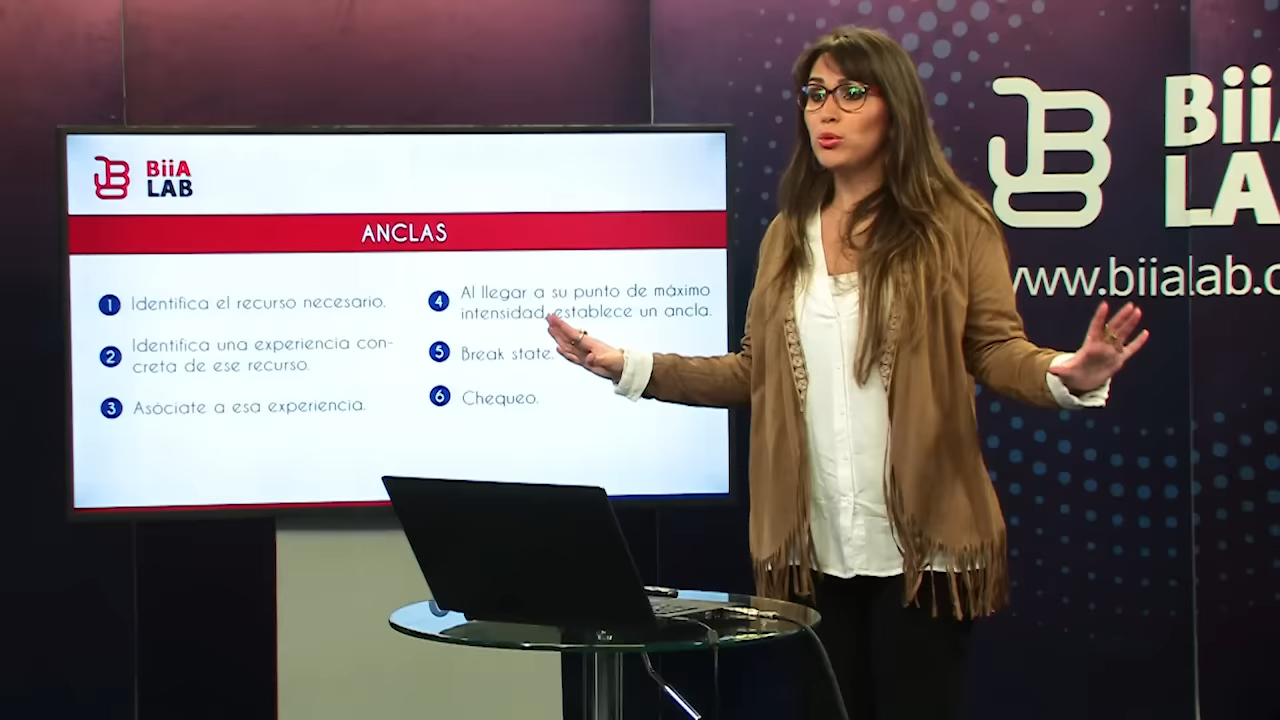 BiiA
LAB
ANCLAS
1 Identifica el recurso necesario.
2 Identifica una experiencia con-
creta de ese recurso.
3 Asóciate a esa experiencia.
4 Al llegar a su punto de máximo
intensidad, establece un ancla.
5 Break state.
6 Chequeo.
BiiA
LAB
www.biialab.o